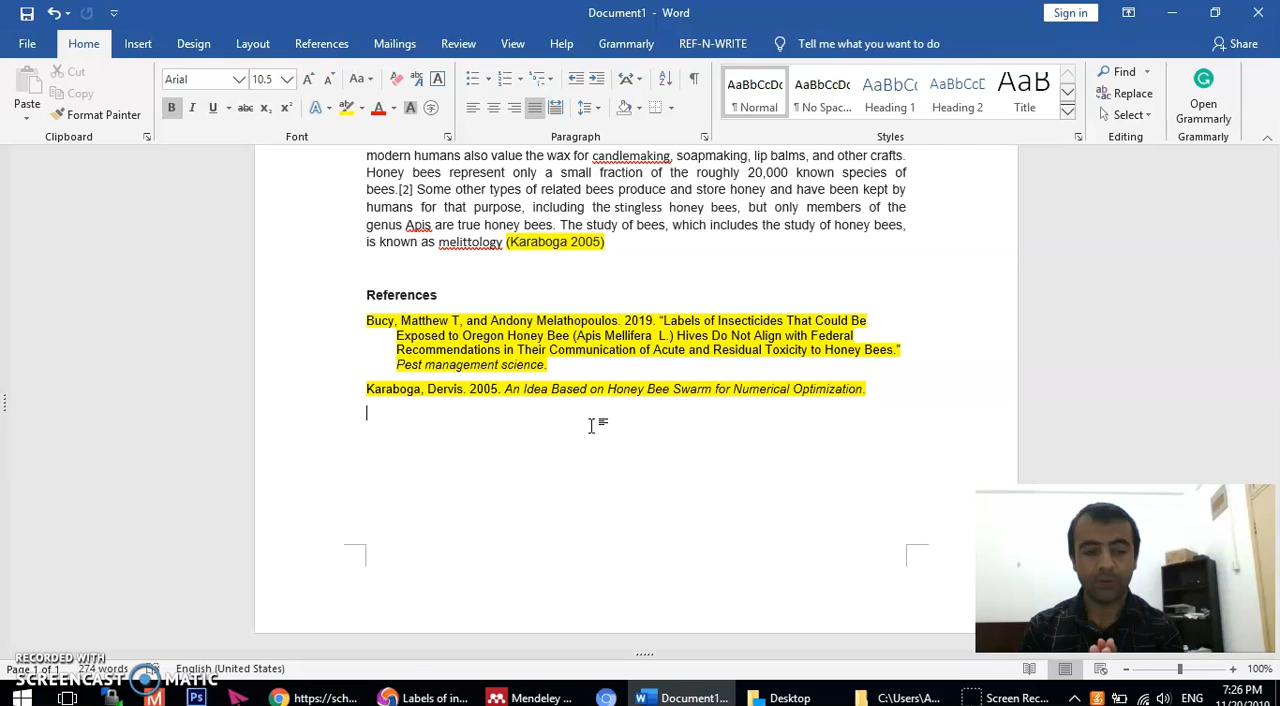 Document1 - Word
Sign in
File Home Insert Design Layout References Mailings Review View Help Grammarly REF-N-WRITE Tell me what you want to do Share
Paste
Cut
Copy
Format Painter
Clipboard
Arial 10.5
Font
Paragraph
AaBbCcDc AaBbCcDc AaBbCc AaBbCcD AaB
¶ Normal ¶ No Spac... Heading 1 Heading 2 Title
Styles
Find
Replace
Select
Editing
Open
Grammarly
Grammarly
modern humans also value the wax for candlemaking, soapmaking, lip balms, and other crafts.
Honey bees represent only a small fraction of the roughly 20,000 known species of
bees.[2] Some other types of related bees produce and store honey and have been kept by
humans for that purpose, including the stingless honey bees, but only members of the
genus Apis are true honey bees. The study of bees, which includes the study of honey bees,
is known as melittology (Karaboga 2005)
References
Bucy, Matthew T, and Andony Melathopoulos. 2019. “Labels of Insecticides That Could Be
Exposed to Oregon Honey Bee (Apis Mellifera L.) Hives Do Not Align with Federal
Recommendations in Their Communication of Acute and Residual Toxicity to Honey Bees.”
Pest management science.
Karaboga, Dervis. 2005. An Idea Based on Honey Bee Swarm for Numerical Optimization.
RECORDED WITH
SCREENCAST MATIC
Page 1 of 1 274 words English (United States) 100%
https://sch... Labels of in... Mendeley ... Document1... Desktop C:\Users\A... Screen Rec... ENG
7:26 PM
11/20/2019